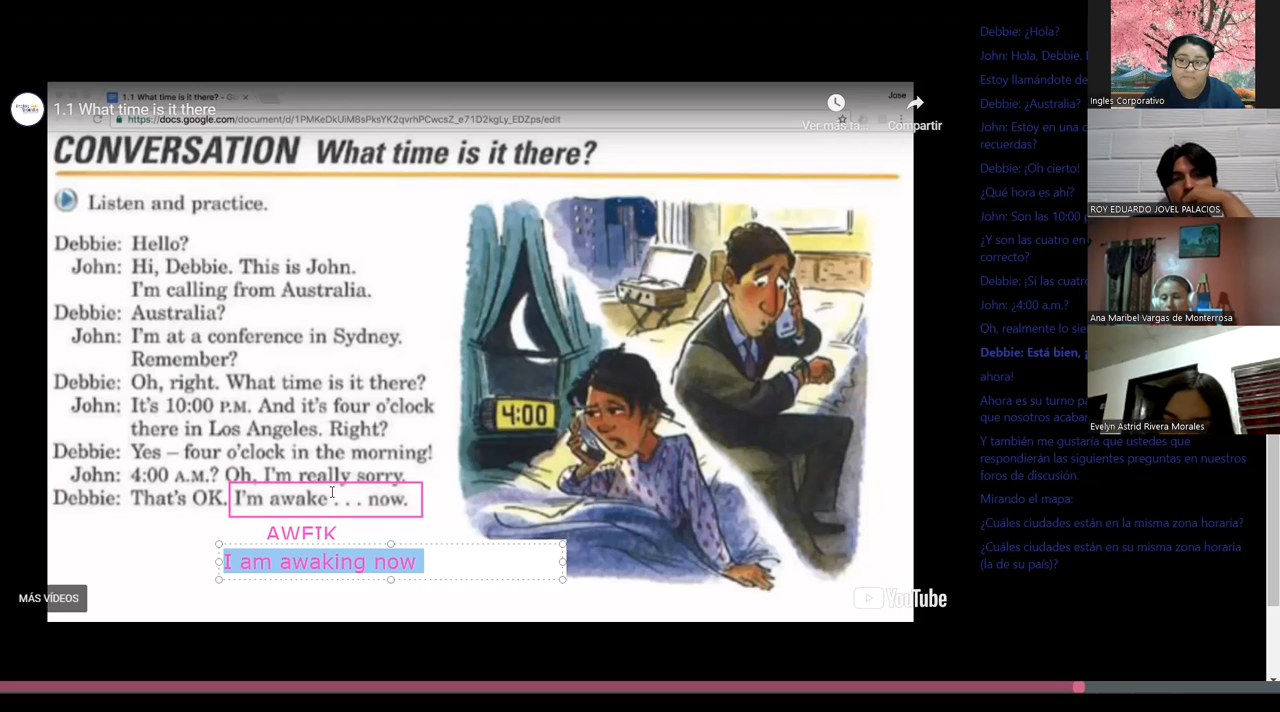 1.1 What time is it there? - 
Jose
1.1 What time is it there
https://docs.google.com/document/d/1PMKeDkUiM8sPksYK2qvrhPCwcsZ_e71D2kgLy_EDZps/edit
Ver más ta...
Compartir
CONVERSATION What time is it there?
Listen and practice.
Debbie: Hello?
John: Hi, Debbie. This is John.
I'm calling from Australia.
Debbie: Australia?
John: I'm at a conference in Sydney.
Remember?
Debbie: Oh, right. What time is it there?
John: It's 10:00 P.M. And it's four o'clock
there in Los Angeles. Right?
Debbie: Yes – four o'clock in the morning!
John: 4:00 A.M.? Oh, I'm really sorry.
Debbie: That's OK. I'm awake . . . now.
4:00
AWEIK
I am awaking now
MÁS VÍDEOS
YouTube
Debbie: ¿Hola?
John: Hola, Debbie.
Estoy llamándote de
Debbie: ¿Australia?
John: Estoy en una
recuerdas?
Debbie: ¡Oh cierto!
¿Qué hora es ahí?
John: Son las 10:00
¿Y son las cuatro en
correcto?
Debbie: ¡Si las cuatro
John: ¿4:00 a.m.?
Oh, realmente lo
Debbie: Está bien,
ahora!
Ahora es su turno
que nosotros
Y también me gustaría que ustedes que
respondierán las siguientes preguntas en nuestros
foros de discusión.
Mirando el mapa:
¿Cuáles ciudades están en la misma zona horaria?
¿Cuáles ciudades están en su misma zona horaria
(la de su país)?
Ingles Corporativo
ROY EDUARDO JOVEL PALACIOS
Ana Maribel Vargas de Monterrosa
Evelyn Astrid Rivera Morales